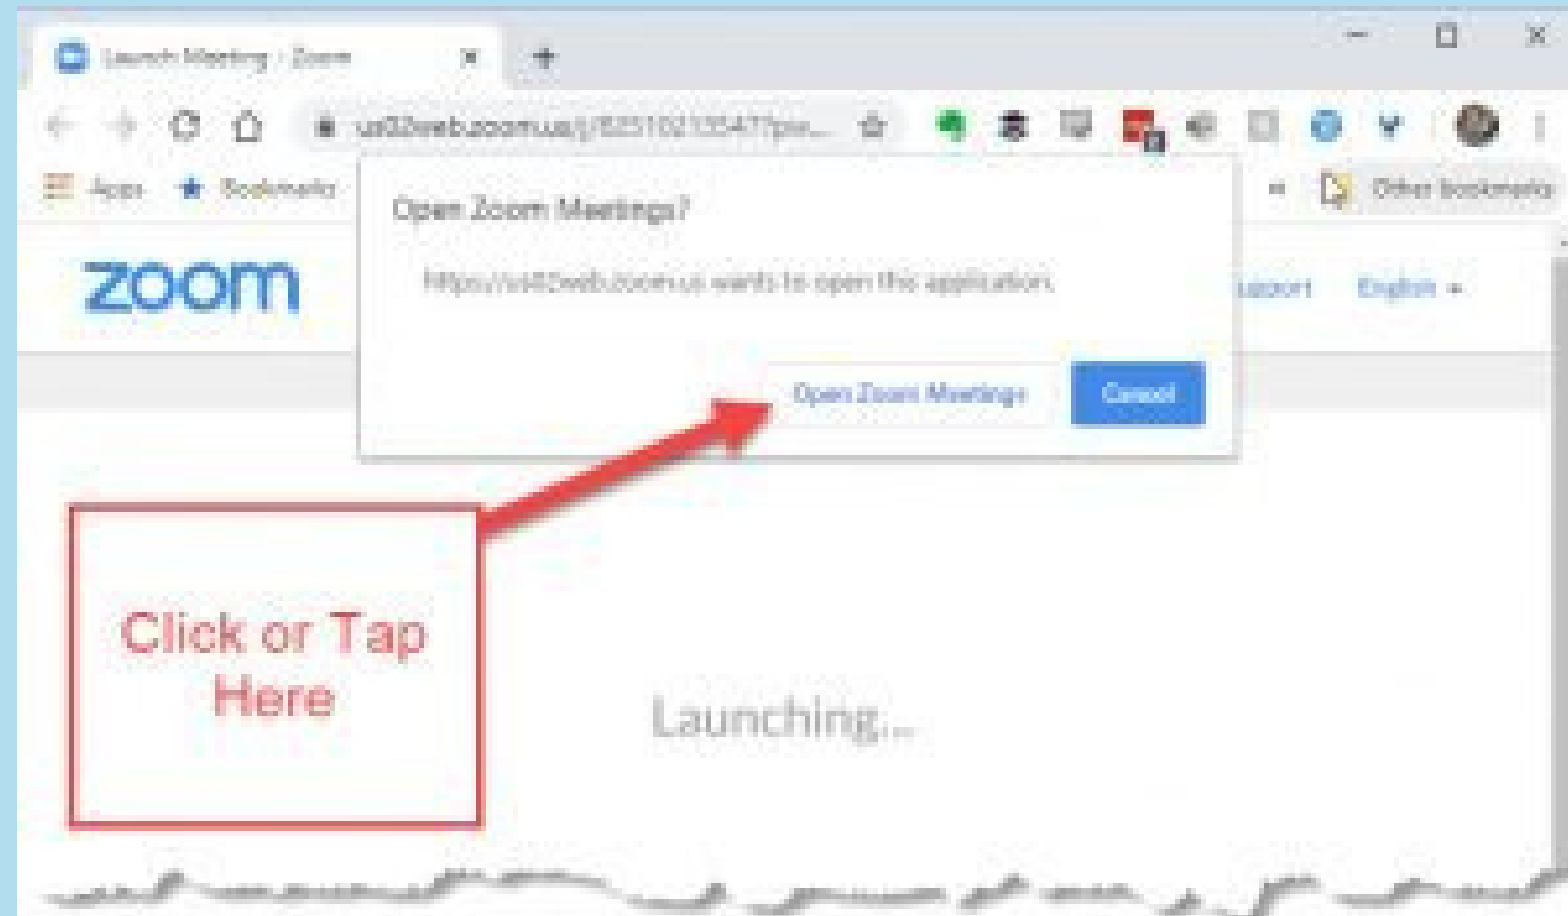 Launch Meeting - Zoom
Apps Bookmarks
Other bookmarks
Open Zoom Meetings?
https://us02web.zoom.us wants to open this application.
zoom
English
Open Zoom Meetings Cancel
Click or Tap
Here
Launching...